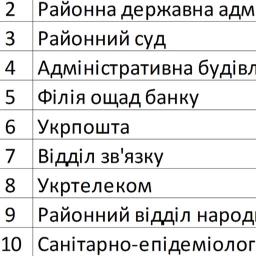 2 Районна державна адм
3 Районний суд
4 Адміністративна будівл
5 Філія ощад банку
6 Укрпошта
7 Відділ зв'язку
8 Укртелеком
9 Районний відділ народ
10 Санітарно-епідеміолог